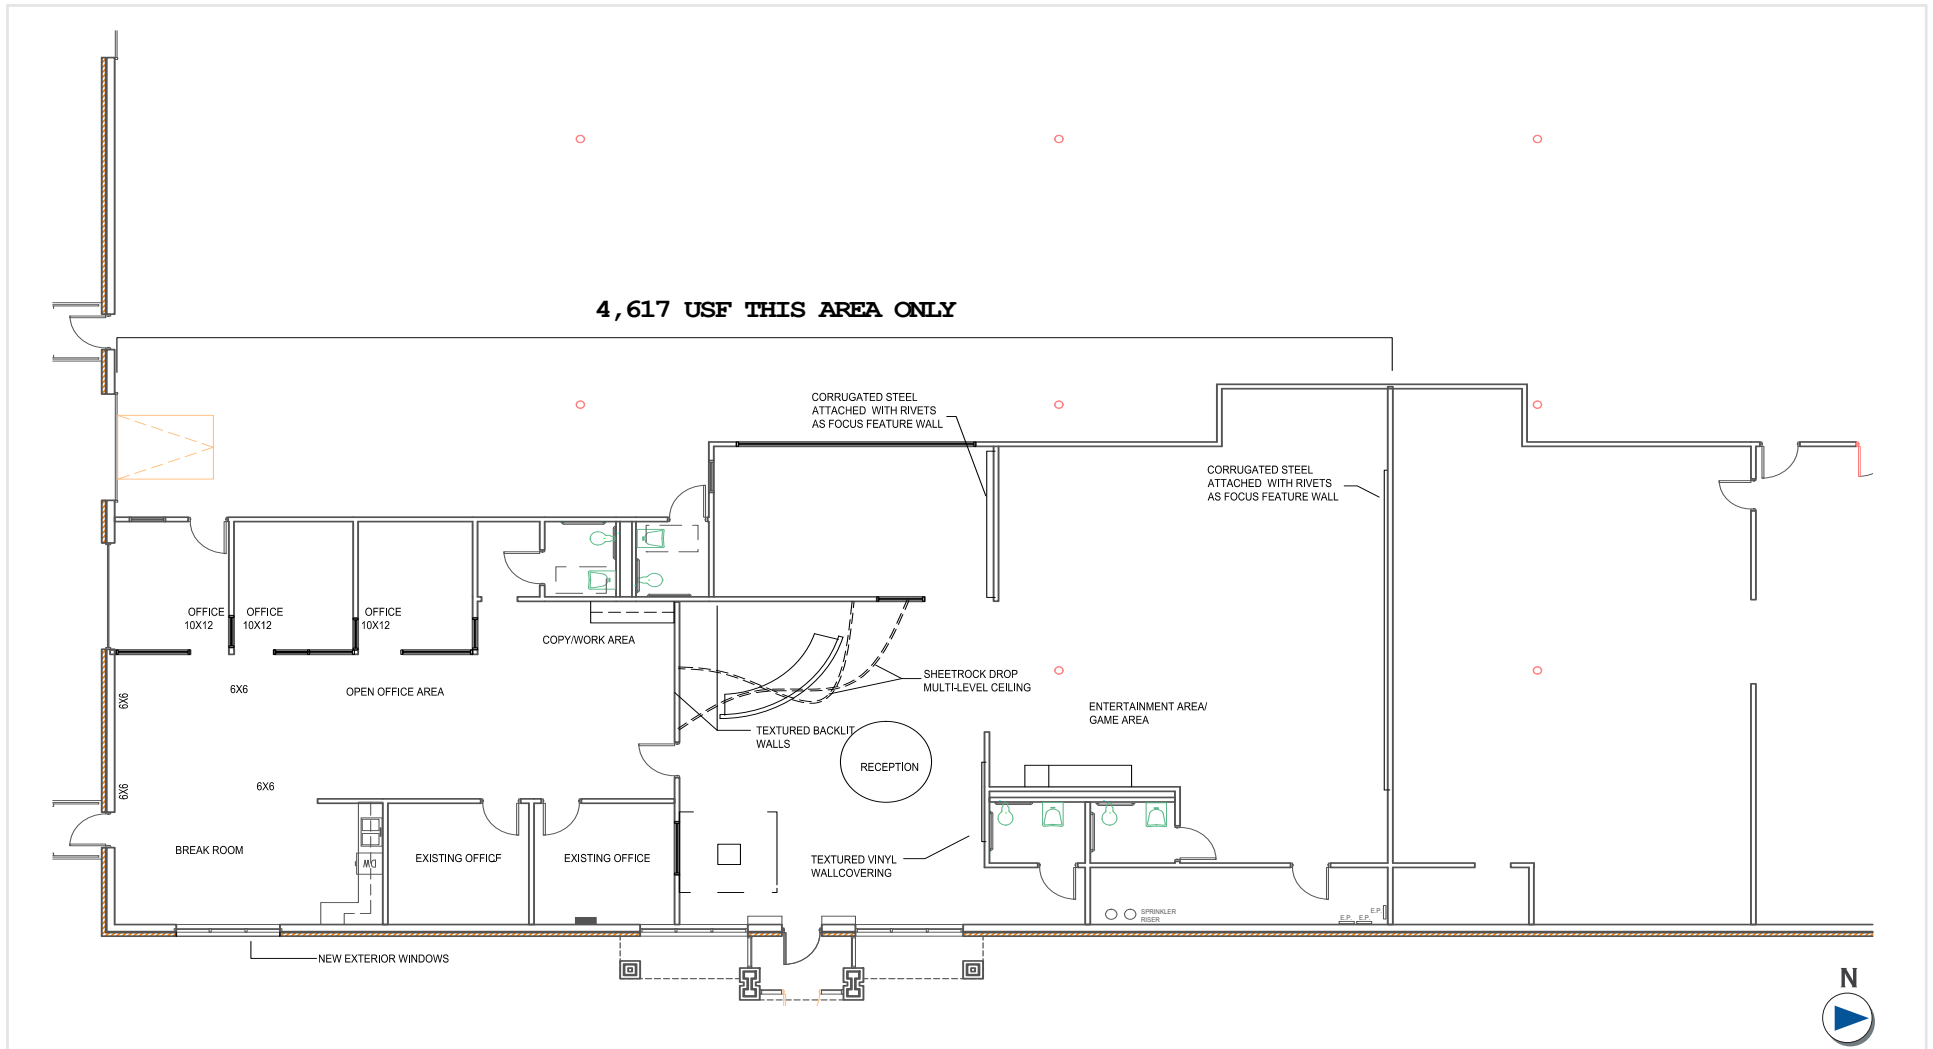 4,617 USF THIS AREA ONLY
CORRUGATED STEEL
ATTACHED WITH RIVETS
AS FOCUS FEATURE WALL
CORRUGATED STEEL
ATTACHED WITH RIVETS
AS FOCUS FEATURE WALL
OFFICE
10X12
OFFICE
10X12
OFFICE
10X12
COPY/WORK AREA
6X6
6X6
OPEN OFFICE AREA
SHEETROCK DROP
MULTI-LEVEL CEILING
ENTERTAINMENT AREA/
GAME AREA
TEXTURED BACKLIT
WALLS
RECEPTION
6X6
6X6
BREAK ROOM
DW
EXISTING OFFICE
EXISTING OFFICE
TEXTURED VINYL
WALLCOVERING
SPRINKLER
RISER
E.P.
E.P.
E.P.
NEW EXTERIOR WINDOWS
N